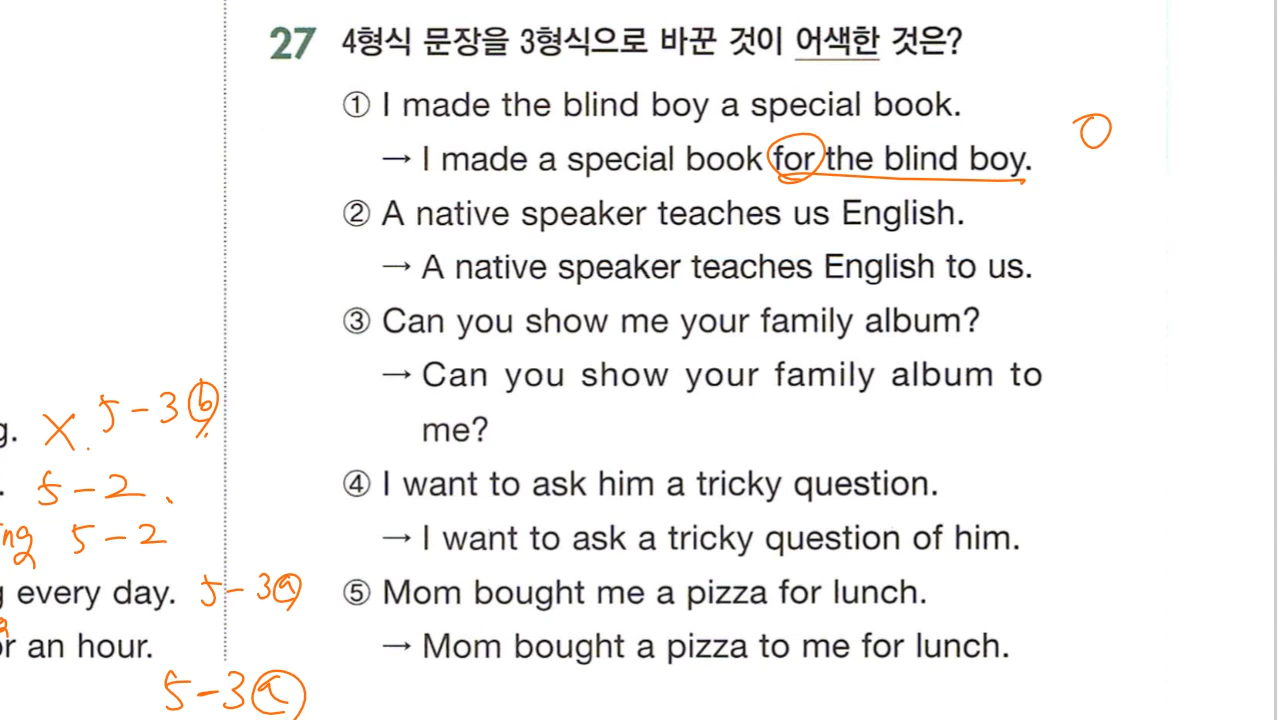 27 4형식 문장을 3형식으로 바꾼 것이 어색한 것은?
① I made the blind boy a special book.
→ I made a special book for the blind boy.
② A native speaker teaches us English.
→ A native speaker teaches English to us.
③ Can you show me your family album?
→ Can you show your family album to
me?
④ I want to ask him a tricky question.
→ I want to ask a tricky question of him.
⑤ Mom bought me a pizza for lunch.
→ Mom bought a pizza to me for lunch.
O
g. X. 5-3ⓑ
. 5-2
ng 5-2
g every day. 5-3ⓐ
r an hour.
5-3ⓐ